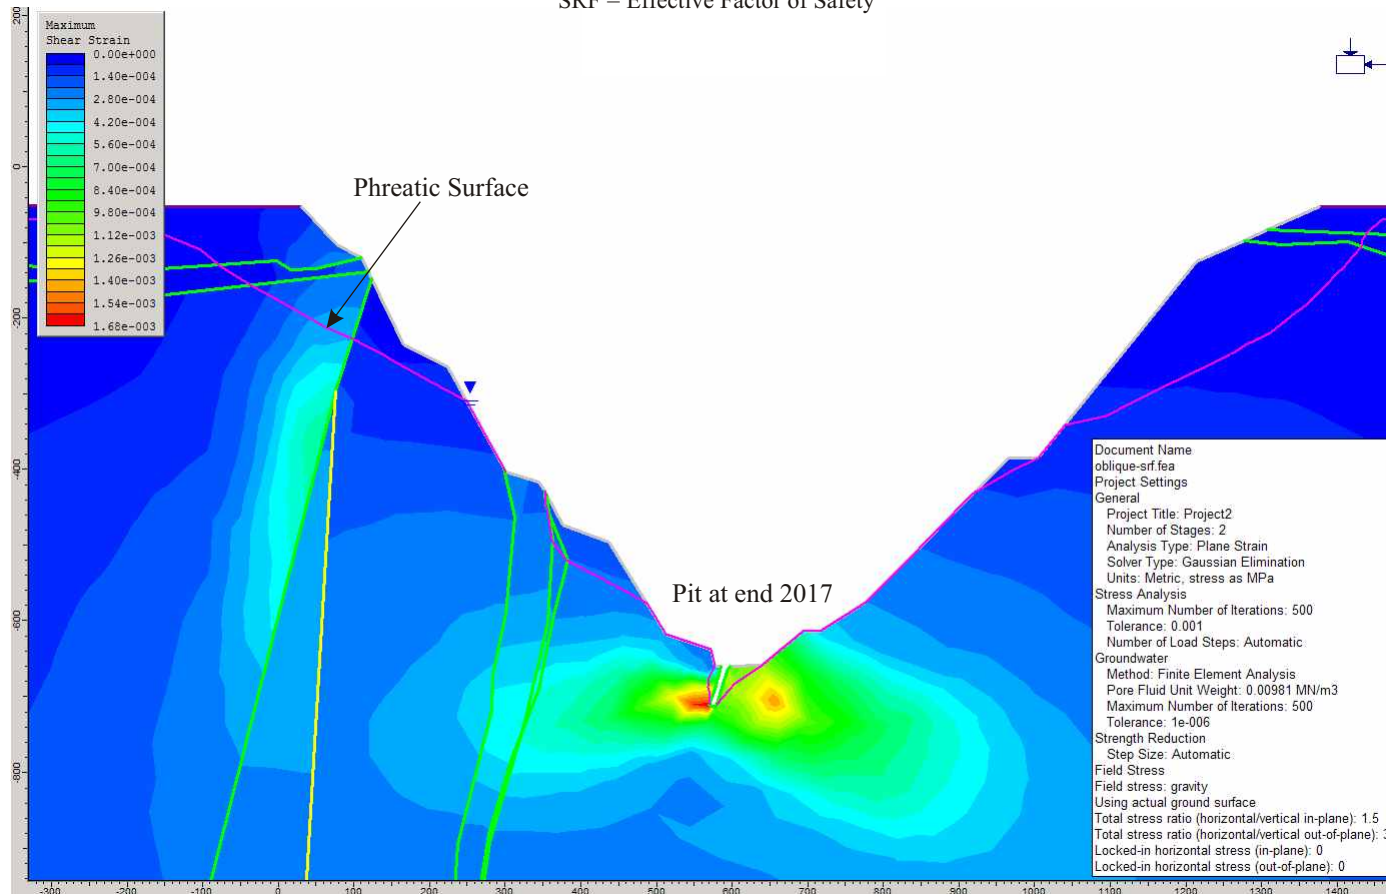 SRF – Effective Factor of Safety
Maximum
Shear Strain
0.00e+000
1.40e-004
2.80e-004
4.20e-004
5.60e-004
7.00e-004
8.40e-004
9.80e-004
1.12e-003
1.26e-003
1.40e-003
1.54e-003
1.68e-003
Phreatic Surface
Pit at end 2017
Document Name
oblique-srf.fea
Project Settings
General
Project Title: Project2
Number of Stages: 2
Analysis Type: Plane Strain
Solver Type: Gaussian Elimination
Units: Metric, stress as MPa
Stress Analysis
Maximum Number of Iterations: 500
Tolerance: 0.001
Number of Load Steps: Automatic
Groundwater
Method: Finite Element Analysis
Pore Fluid Unit Weight: 0.00981 MN/m3
Maximum Number of Iterations: 500
Tolerance: 1e-006
Strength Reduction
Step Size: Automatic
Field Stress
Field stress: gravity
Using actual ground surface
Total stress ratio (horizontal/vertical in-plane): 1.5
Total stress ratio (horizontal/vertical out-of-plane):
Locked-in horizontal stress (in-plane): 0
Locked-in horizontal stress (out-of-plane): 0
200
0
-200
-400
-600
-800
-300 -200 -100 0 100 200 300 400 500 600 700 800 900 1000 1100 1200 1300 1400